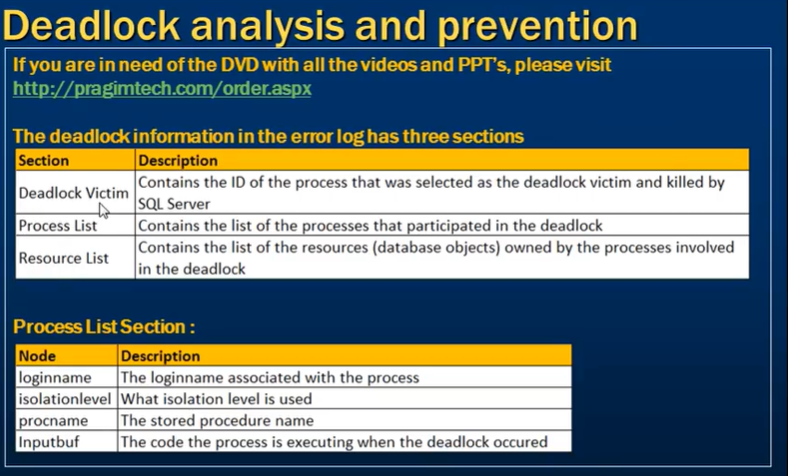 Deadlock analysis and prevention
If you are in need of the DVD with all the videos and PPT's, please visit
http://pragimtech.com/order.aspx
The deadlock information in the error log has three sections
Section Description
Deadlock Victim Contains the ID of the process that was selected as the deadlock victim and killed by
SQL Server
Process List Contains the list of the processes that participated in the deadlock
Resource List Contains the list of the resources (database objects) owned by the processes involved
in the deadlock
Process List Section :
Node Description
loginname The loginname associated with the process
isolationlevel What isolation level is used
procname The stored procedure name
Inputbuf The code the process is executing when the deadlock occured